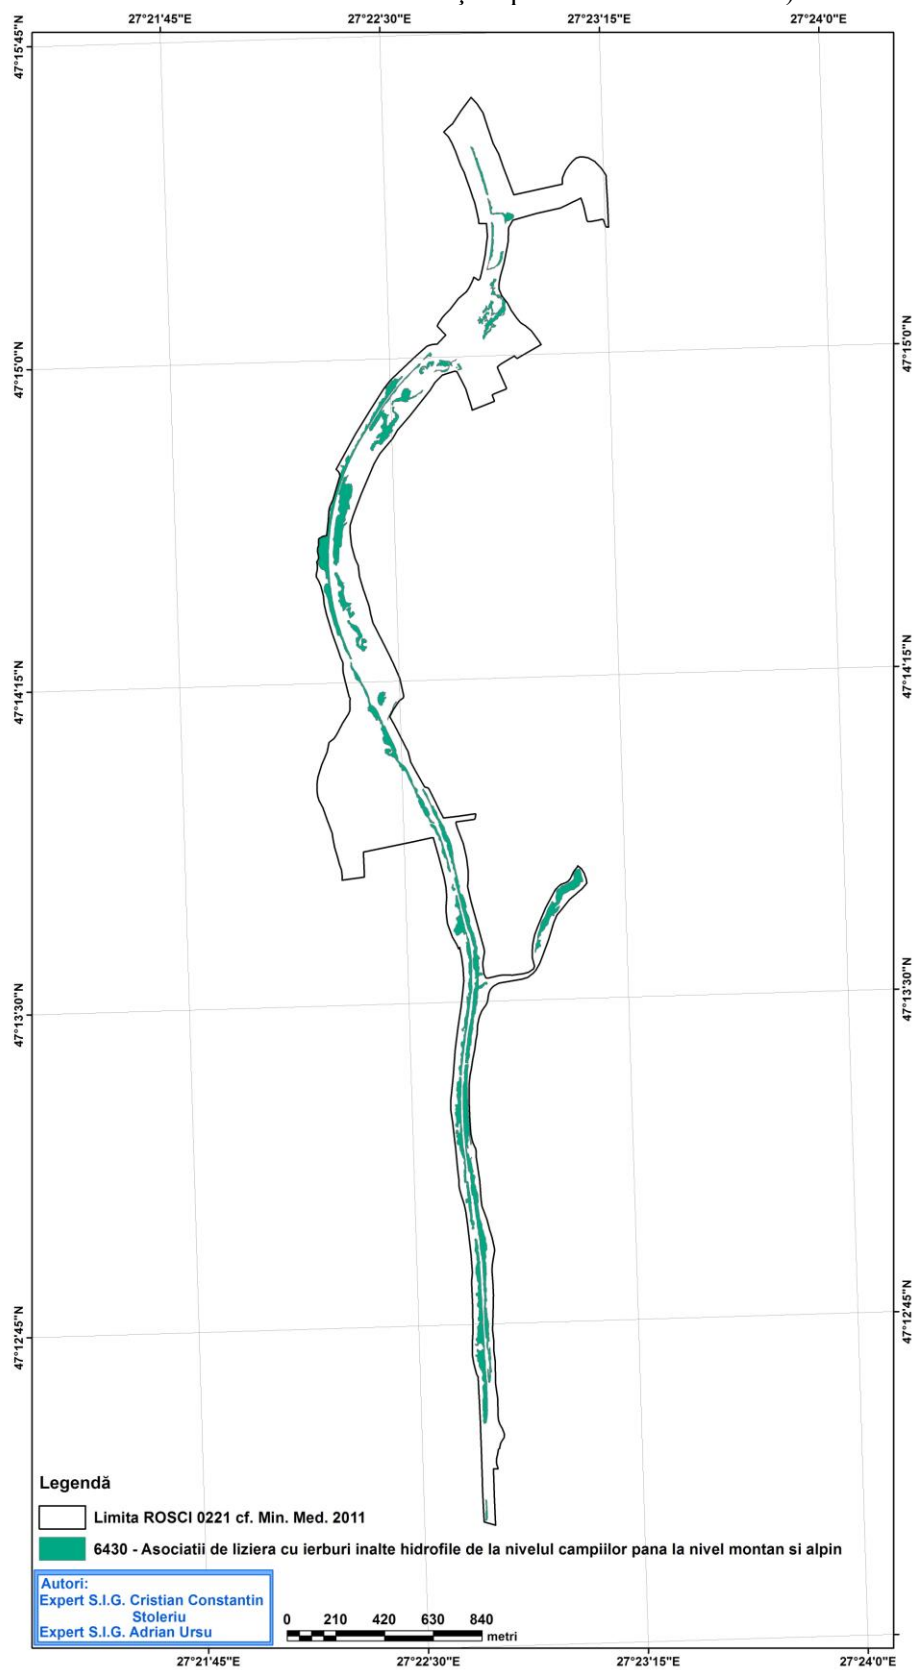 27°21'45"E 27°22'30"E 27°23'15"E 27°24'0"E
47°15'45"N
47°15'0"N 47°15'0"N
47°14'15"N 47°14'15"N
47°13'30"N 47°13'30"N
47°12'45"N 47°12'45"N
Legendă
Limita ROSCI 0221 cf. Min. Med. 2011
6430 - Asociatii de liziera cu ierburi inalte hidrofile de la nivelul campiilor pana la nivel montan si alpin
Autori:
Expert S.I.G. Cristian Constantin
Stoleriu
Expert S.I.G. Adrian Ursu
0 210 420 630 840
metri
27°21'45"E 27°22'30"E 27°23'15"E 27°24'0"E